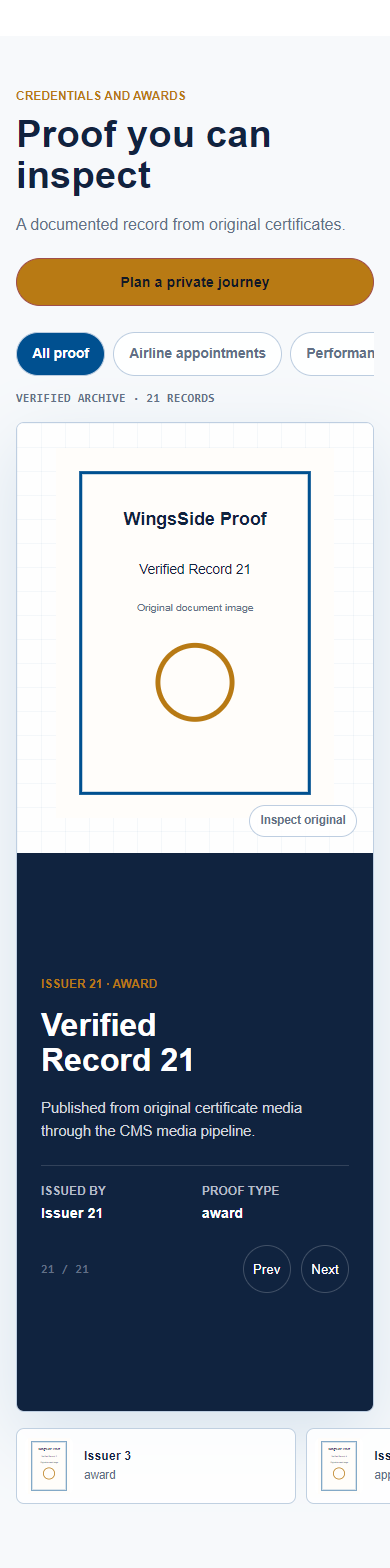 CREDENTIALS AND AWARDS
Proof you can
inspect
A documented record from original certificates.
Plan a private journey
All proof
Airline appointments
Performan
VERIFIED ARCHIVE · 21 RECORDS
WingsSide Proof
Verified Record 21
Original document image
Inspect original
ISSUER 21 · AWARD
Verified
Record 21
Published from original certificate media
through the CMS media pipeline.
ISSUED BY
PROOF TYPE
Issuer 21
award
21 / 21
Prev
Next
Issuer 3
award
Iss
app